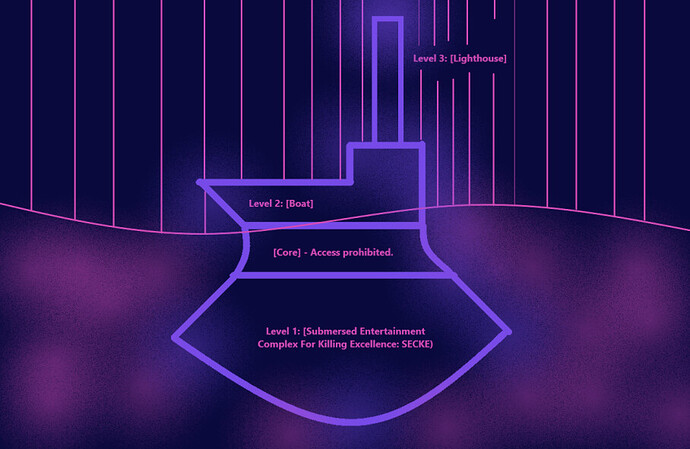 Level 3: [Lighthouse]
Level 2: [Boat]
[Core] - Access prohibited.
Level 1: [Submersed Entertainment
Complex For Killing Excellence: SECKE)